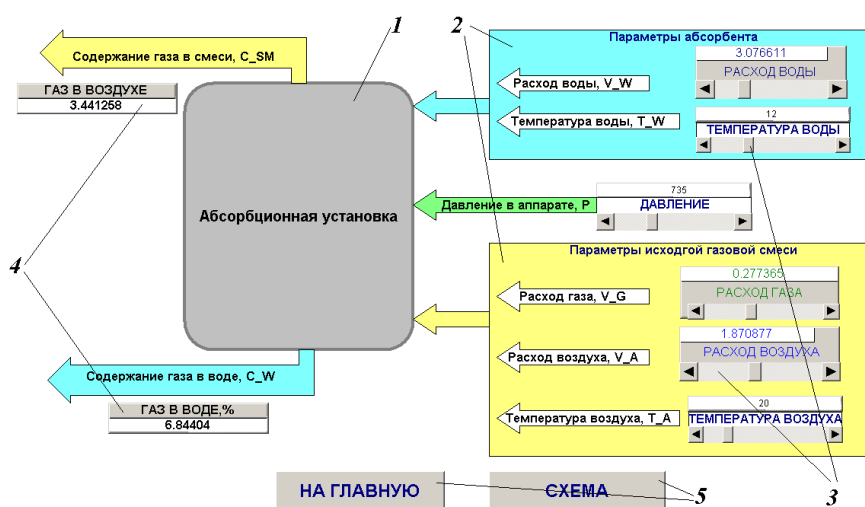 1
2
Параметры абсорбента
Содержание газа в смеси, C_SM
3.076611
РАСХОД ВОДЫ
Расход воды, V_W
ГАЗ В ВОЗДУХЕ
3.441258
12
Температура воды, T_W
ТЕМПЕРАТУРА ВОДЫ
735
Давление в аппарате, P
ДАВЛЕНИЕ
Абсорбционная установка
Параметры исходгой газовой смеси
4
0.277365
РАСХОД ГАЗА
Расход газа, V_G
1.870877
РАСХОД ВОЗДУХА
Расход воздуха, V_A
Содержание газа в воде, C_W
ГАЗ В ВОДЕ,%
6.84404
20
Температура воздуха, T_A
ТЕМПЕРАТУРА ВОЗДУХА
НА ГЛАВНУЮ
СХЕМА
5
3